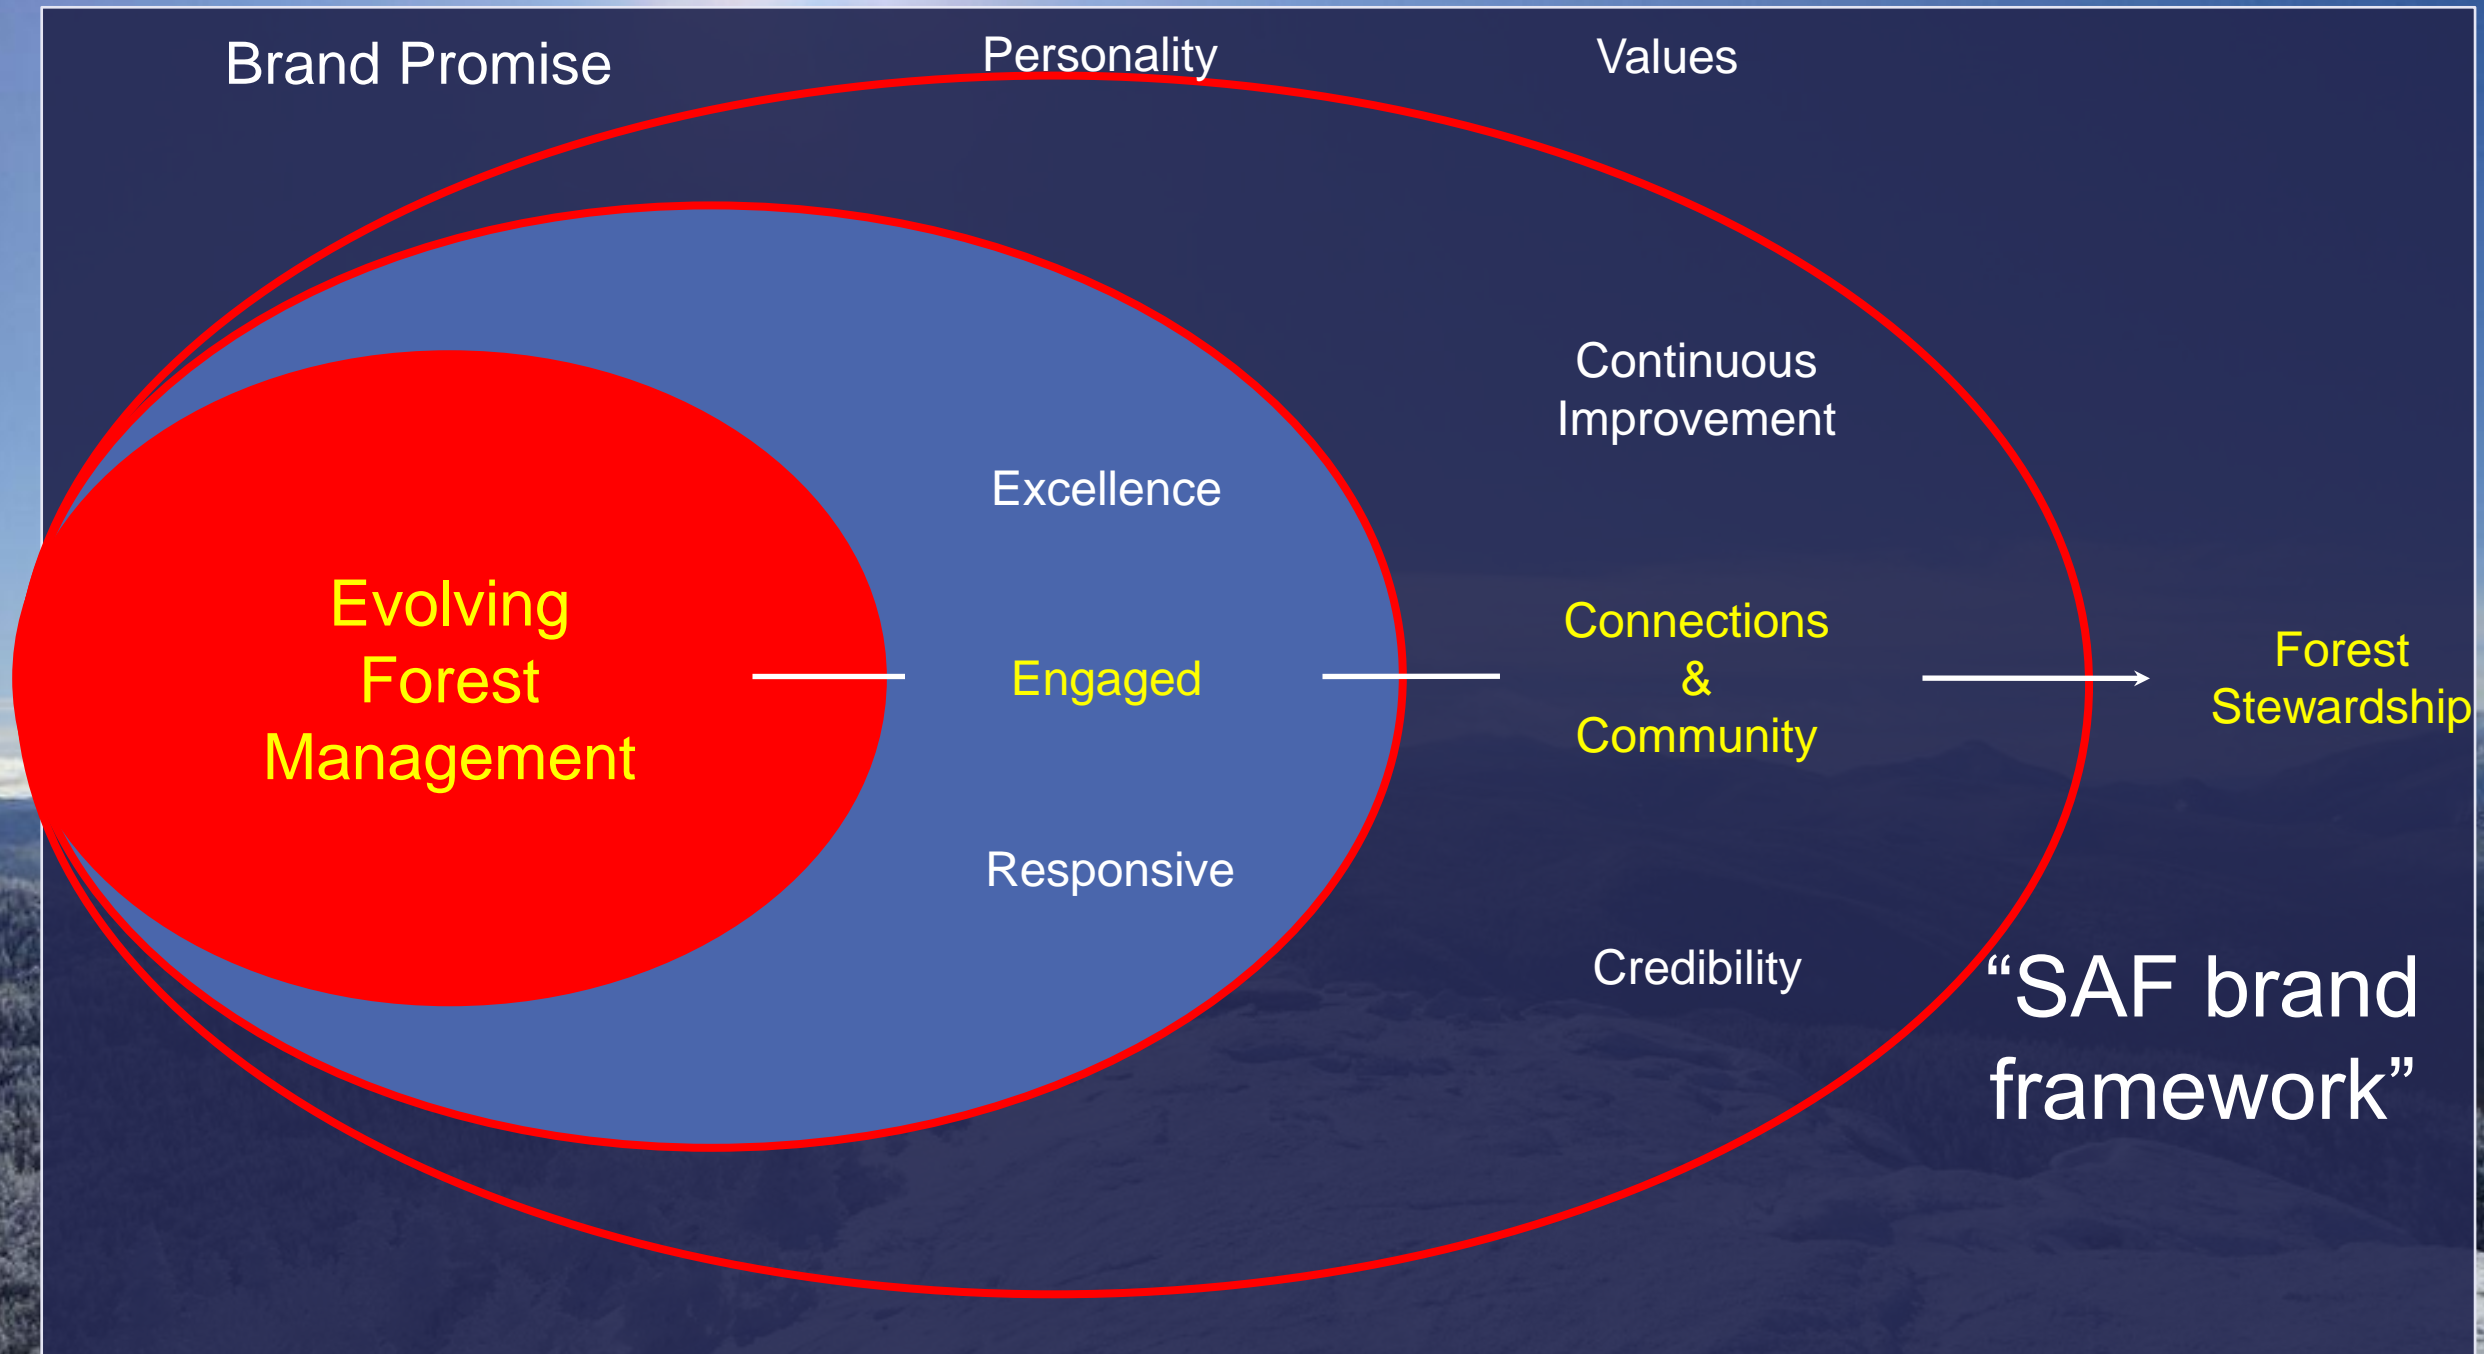 Brand Promise
Personality
Values
Evolving
Forest
Management
Excellence
Engaged
Responsive
Continuous
Improvement
Connections
&
Community
Credibility
Forest
Stewardship
“SAF brand
framework”